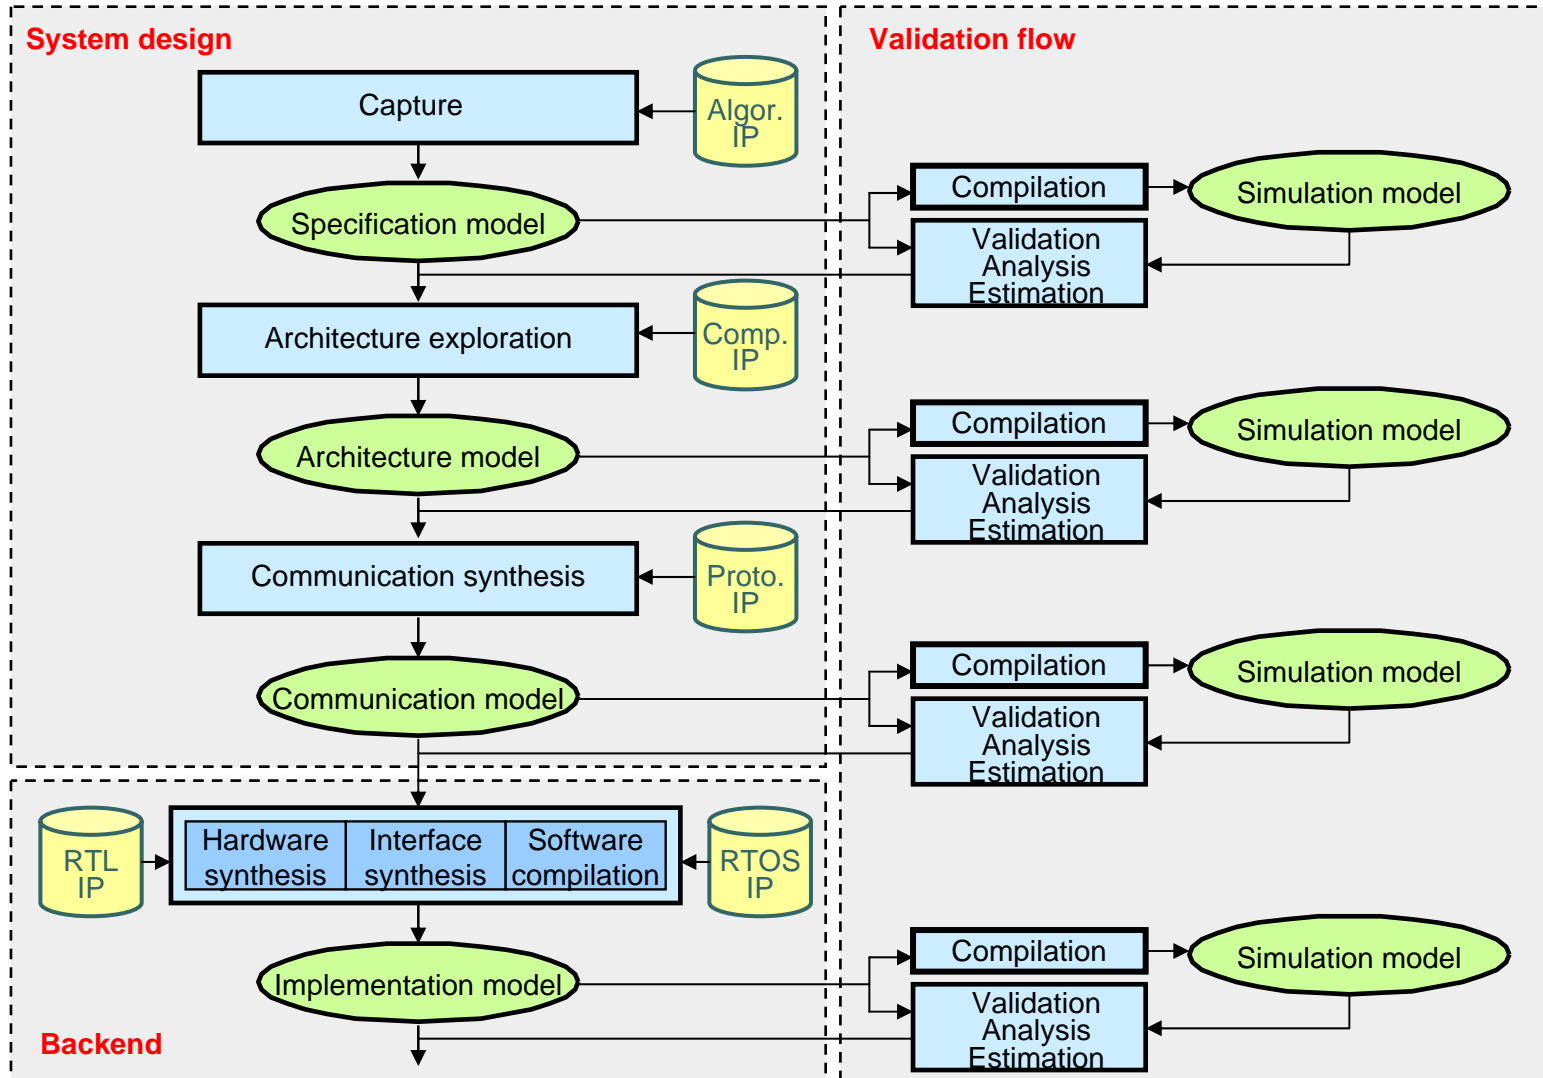 System design
Validation flow
Capture
Algor.
IP
Specification model
Compilation
Simulation model
Validation
Analysis
Estimation
Architecture exploration
Comp.
IP
Architecture model
Compilation
Simulation model
Validation
Analysis
Estimation
Communication synthesis
Proto.
IP
Communication model
Compilation
Simulation model
Validation
Analysis
Estimation
RTL
IP
Hardware
synthesis
Interface
synthesis
Software
compilation
RTOS
IP
Implementation model
Compilation
Simulation model
Validation
Analysis
Estimation
Backend